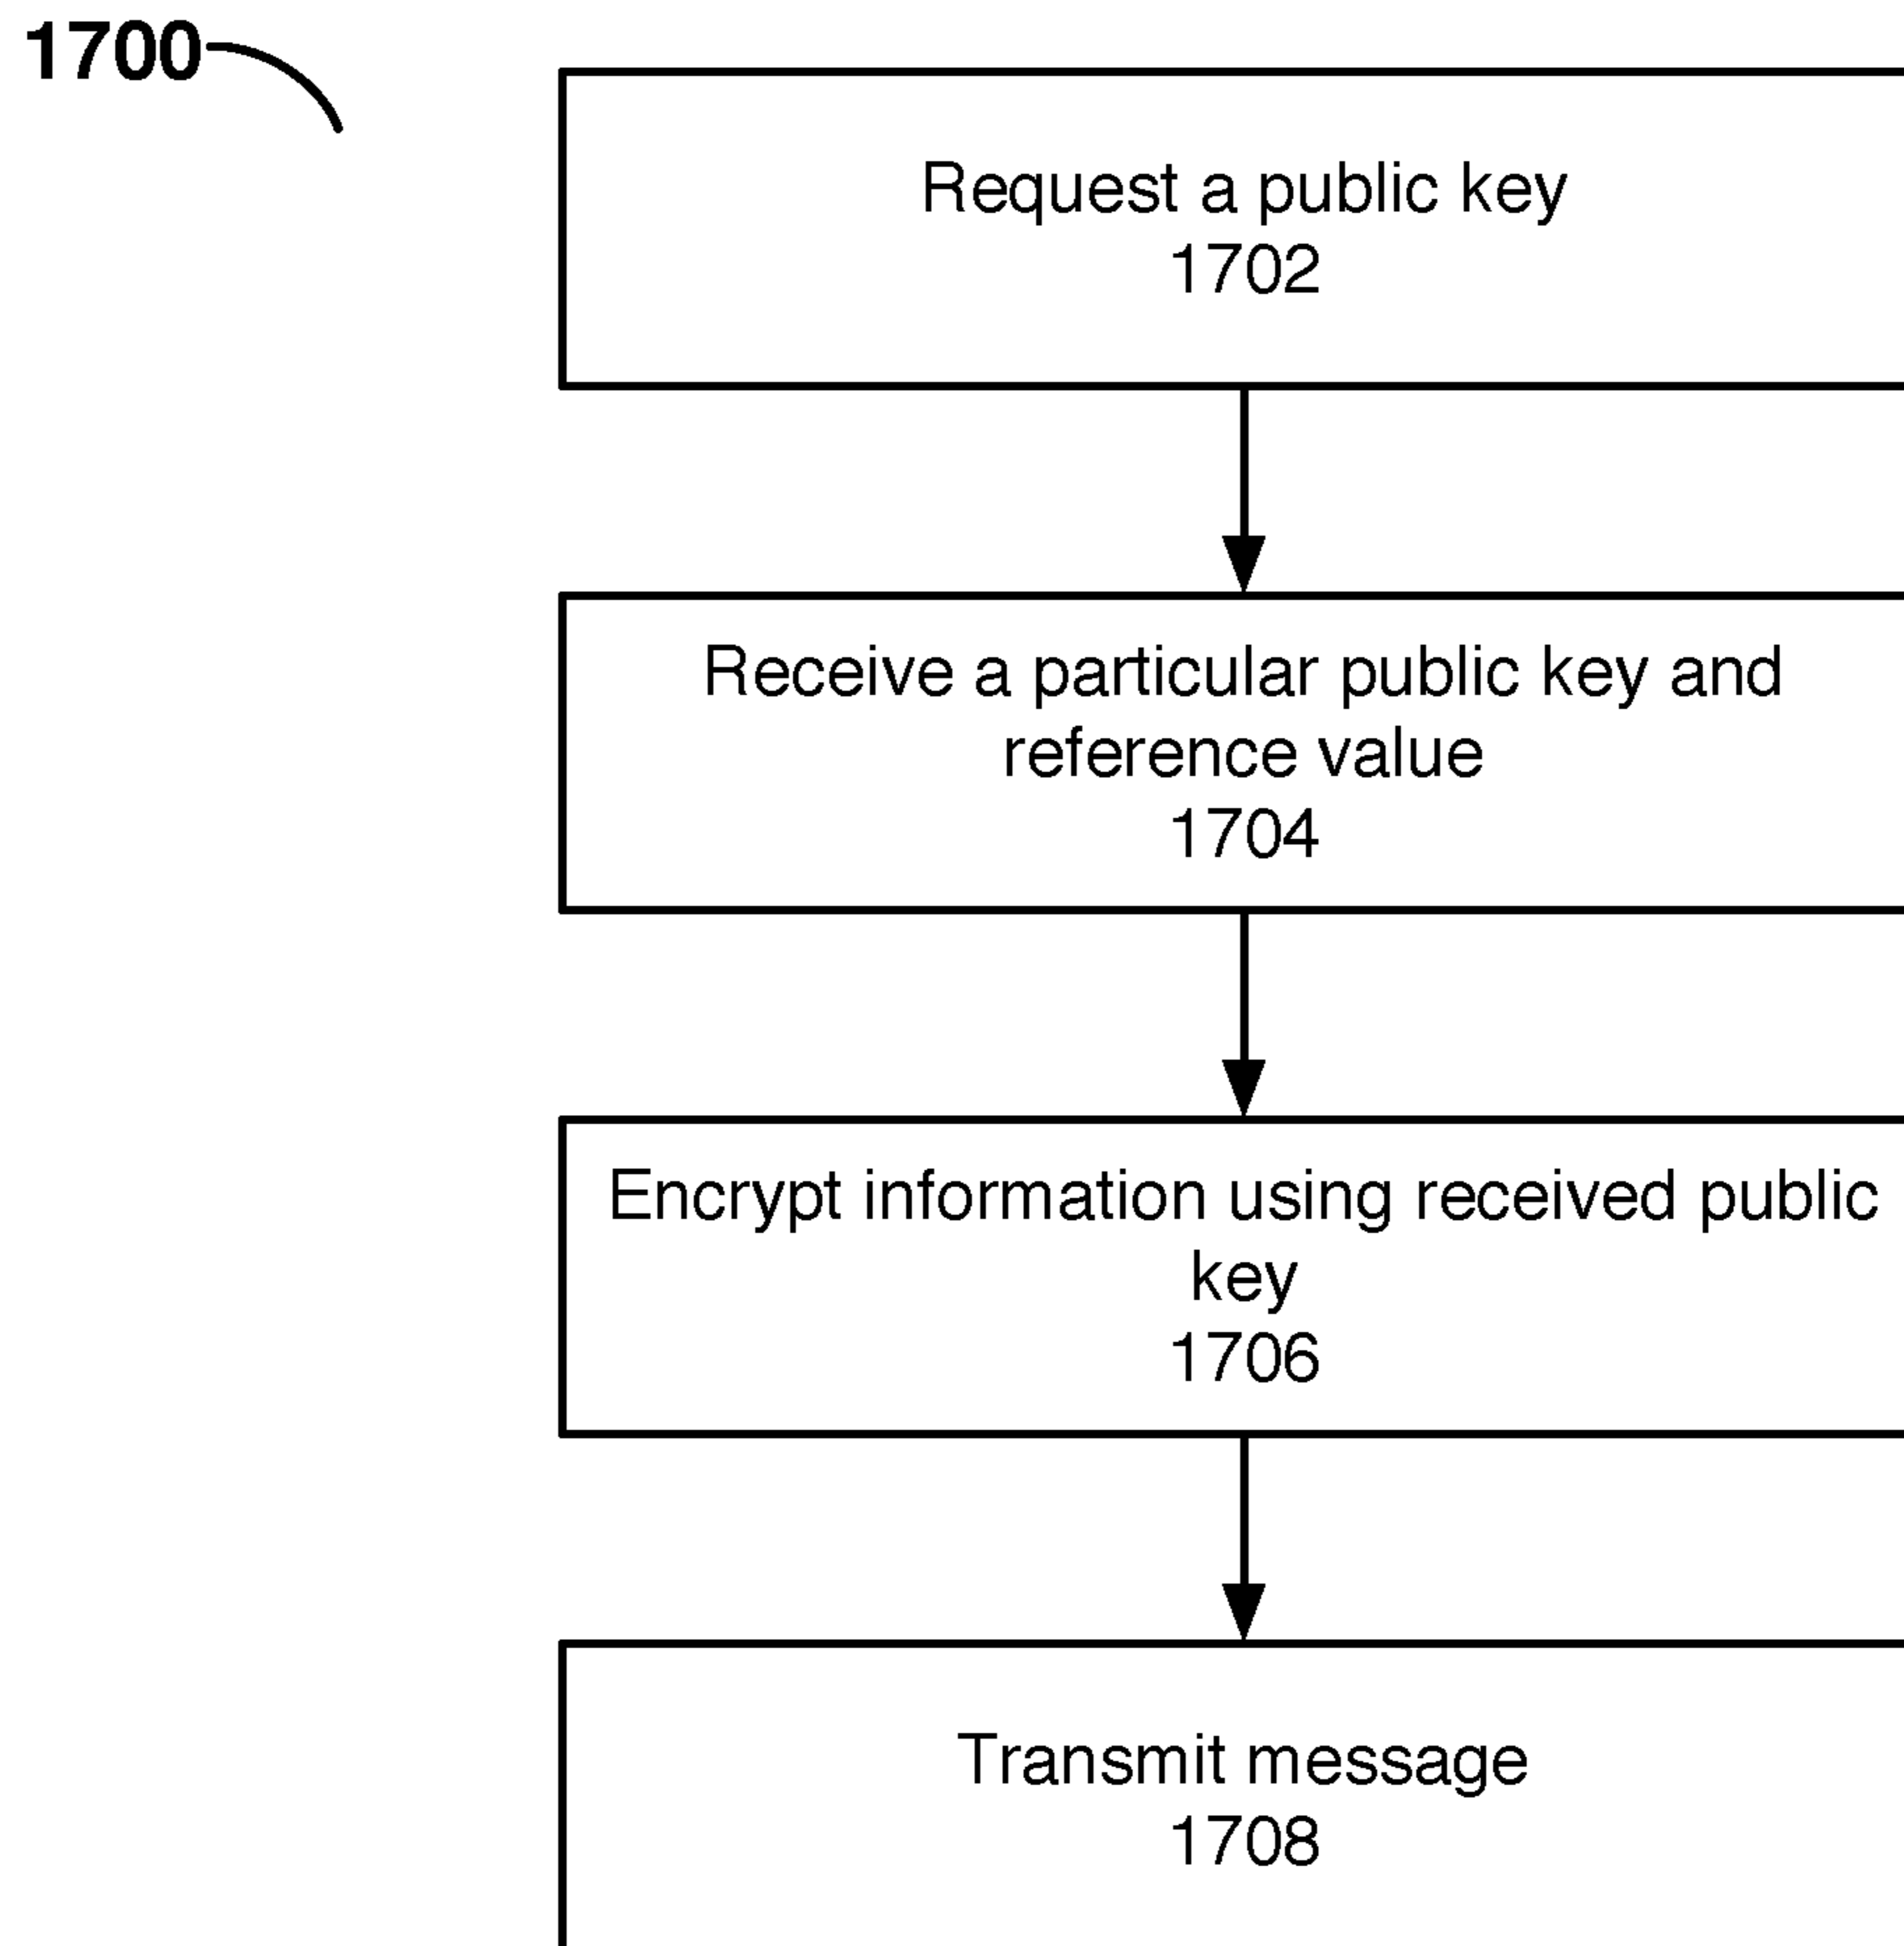 1700
Request a public key
1702
Receive a particular public key and
reference value
1704
Encrypt information using received public
key
1706
Transmit message
1708